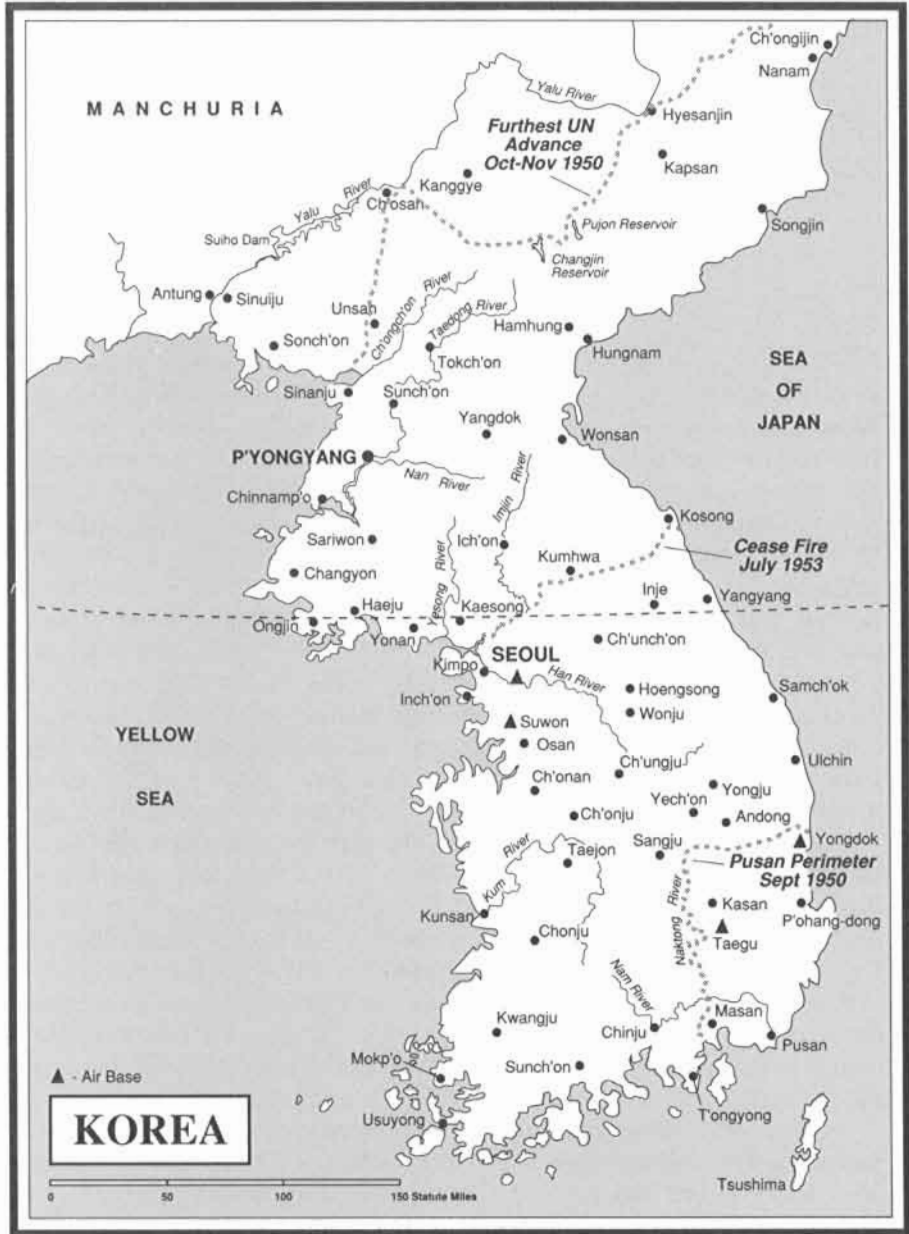 Ch'ongijin
Nanam
MANCHURIA
Yalu River
Hyesanjin
Furthest UN
Advance
Oct-Nov 1950
Kapsan
Kanggye
Ch'osan
Yalu River
Suiho Dam
Pujon Reservoir
Songjin
Changjin
Reservoir
Antung
Sinuiju
Unsan
Ch'ongch'on River
Taedong River
Hamhung
Sonch'on
Tokch'on
Hungnam
SEA
OF
JAPAN
Sinanju
Sunch'on
Yangdok
Wonsan
P'YONGYANG
Nan River
Imjin River
Chinnamp'o
Kosong
Sariwon
Yesong River
Ich'on
Kumhwa
Cease Fire
July 1953
Changyon
Haeju
Kaesong
Inje
Yangyang
Ongjin
Yonan
Ch'unch'on
Kimpo
SEOUL
Han River
Inch'on
Hoengsong
Samch'ok
Suwon
Wonju
YELLOW
SEA
Osan
Ulchin
Ch'onan
Ch'ungju
Yongju
Yech'on
Andong
Ch'onju
Sangju
Yongdok
Kum River
Taejon
Pusan Perimeter
Sept 1950
Kunsan
Naktong River
Kasan
P'ohang-dong
Chonju
Taegu
Nam River
Masan
Kwangju
Chinju
Pusan
Mokp'o
Sunch'on
▲ - Air Base
T'ongyong
Usuyong
KOREA
Tsushima
0 50 100 150 Statute Miles